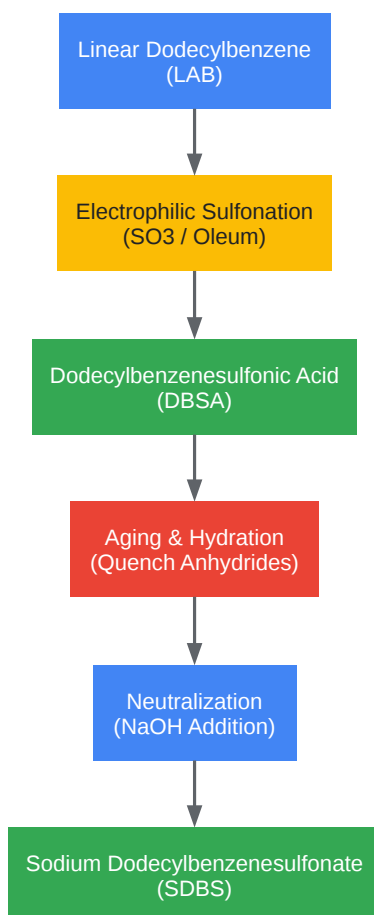 Linear Dodecylbenzene
(LAB)
Electrophilic Sulfonation
(SO3 / Oleum)
Dodecylbenzenesulfonic Acid
(DBSA)
Aging & Hydration
(Quench Anhydrides)
Neutralization
(NaOH Addition)
Sodium Dodecylbenzenesulfonate
(SDBS)